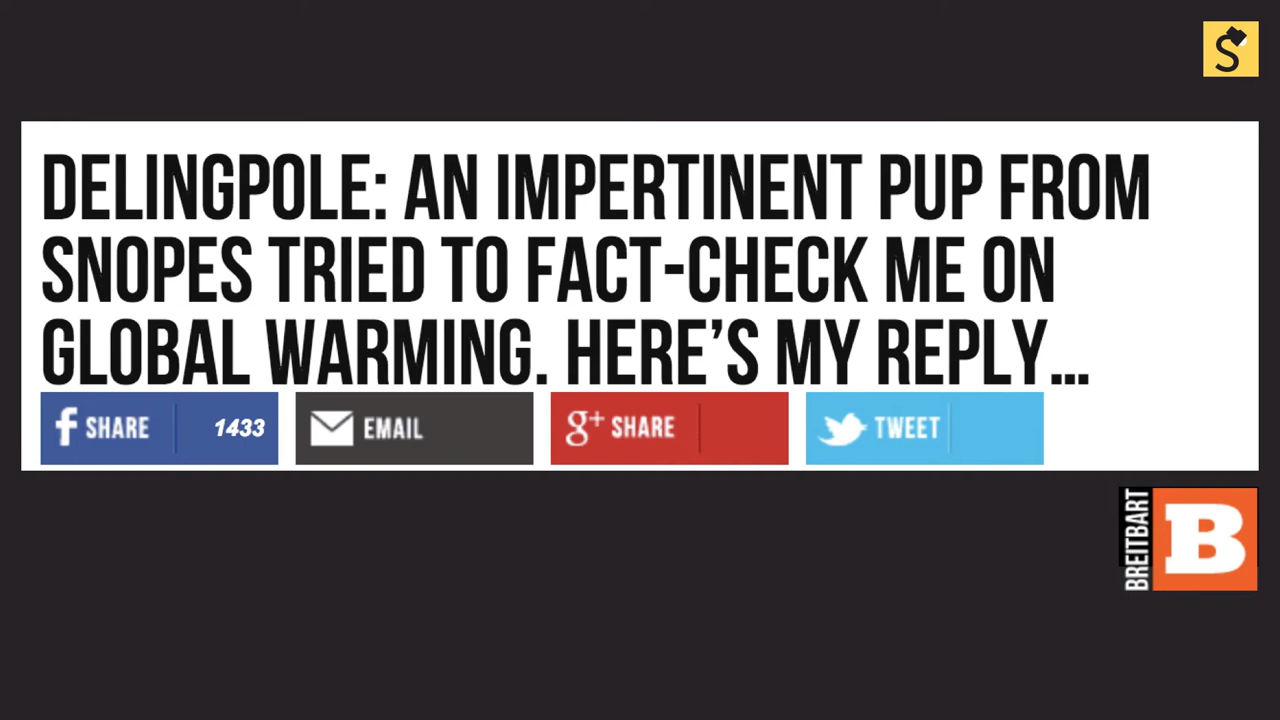 S
DELINGPOLE: AN IMPERTINENT PUP FROM
SNOPES TRIED TO FACT-CHECK ME ON
GLOBAL WARMING. HERE’S MY REPLY...
f SHARE 1433
EMAIL
g+ SHARE
TWEET
BREITBART
B